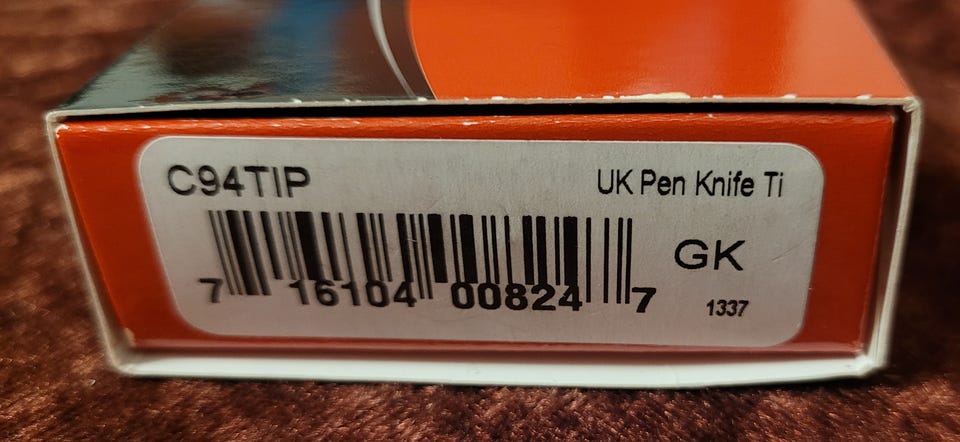 C94TIP
UK Pen Knife Ti
GK
7 16104 00824 7
1337